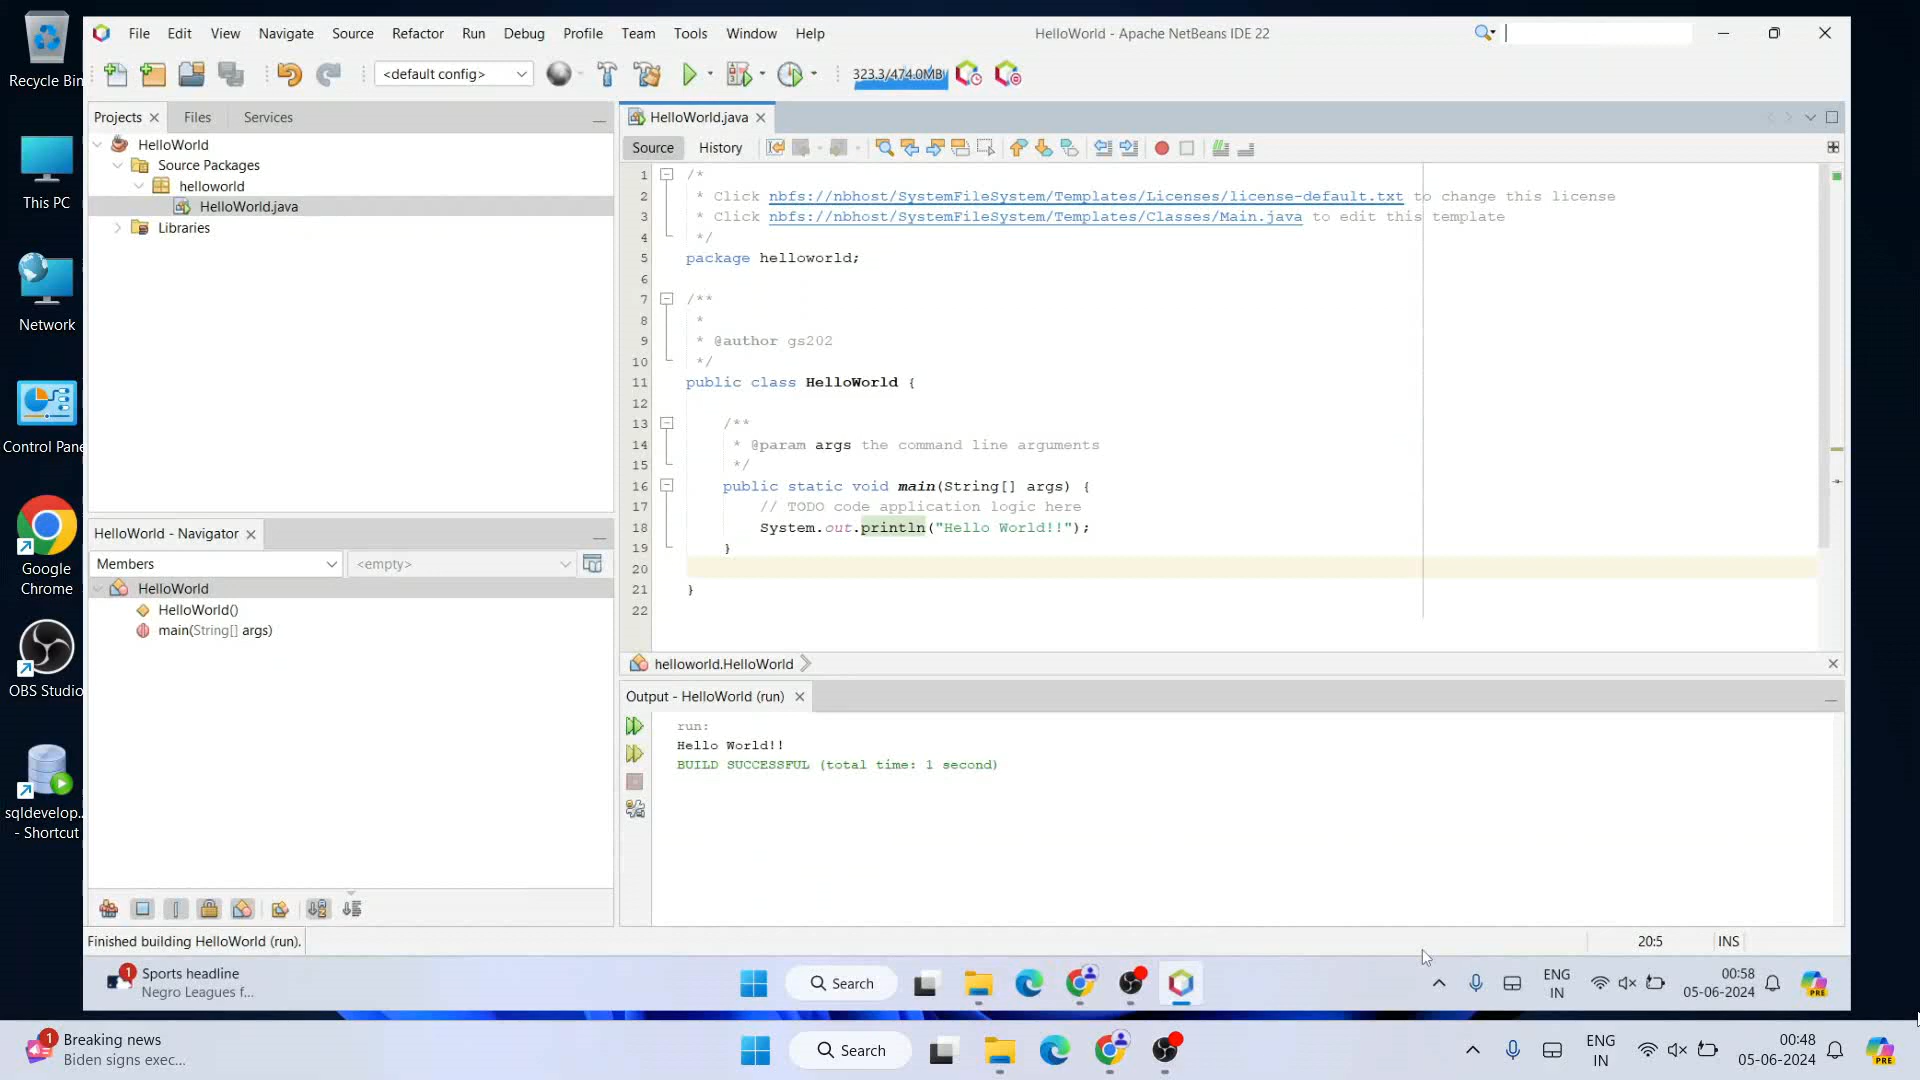 Recycle Bin
This PC
Network
Control Pane
Google
Chrome
OBS Studio
sqldevelop...
- Shortcut
File Edit View Navigate Source Refactor Run Debug Profile Team Tools Window Help
HelloWorld - Apache NetBeans IDE 22
<default config>
323.3/474.0MB
Projects Files Services
HelloWorld
Source Packages
helloworld
HelloWorld.java
Libraries
HelloWorld - Navigator
Members
<empty>
HelloWorld
HelloWorld()
main(String[] args)
HelloWorld.java
Source History
1 /*
2 * Click nbfs://nbhost/SystemFileSystem/Templates/Licenses/license-default.txt to change this license
3 * Click nbfs://nbhost/SystemFileSystem/Templates/Classes/Main.java to edit this template
4 */
5 package helloworld;
6
7 /**
8 *
9 * @author gs202
10 */
11 public class HelloWorld {
12
13 /**
14 * @param args the command line arguments
15 */
16 public static void main(String[] args) {
17 // TODO code application logic here
18 System.out.println("Hello World!!");
19 }
20
21 }
22
helloworld.HelloWorld
Output - HelloWorld (run)
run:
Hello World!!
BUILD SUCCESSFUL (total time: 1 second)
Finished building HelloWorld (run).
20:5 INS
1
Sports headline
Negro Leagues f...
Search
ENG
IN
00:58
05-06-2024
PRE
1
Breaking news
Biden signs exec...
Search
ENG
IN
00:48
05-06-2024
PRE